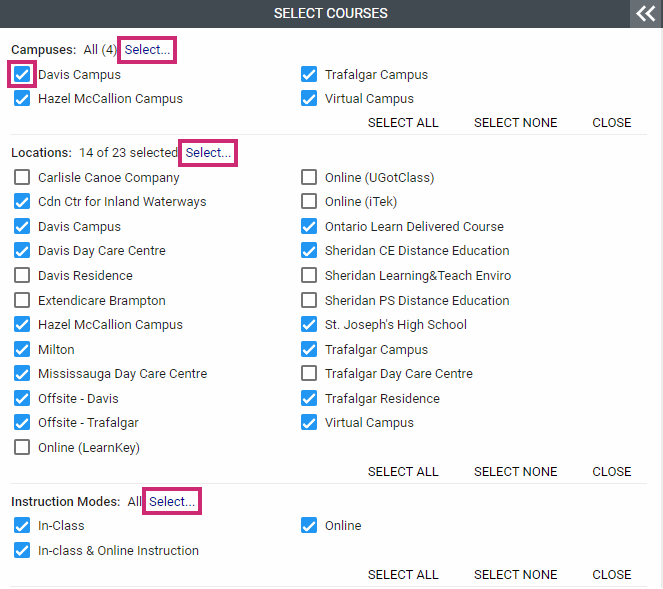 SELECT COURSES
Campuses: All (4) Select...
Davis Campus Trafalgar Campus
Hazel McCallion Campus Virtual Campus
SELECT ALL SELECT NONE CLOSE
Locations: 14 of 23 selected Select...
Carlisle Canoe Company Online (UGotClass)
Cdn Ctr for Inland Waterways Online (iTek)
Davis Campus Ontario Learn Delivered Course
Davis Day Care Centre Sheridan CE Distance Education
Davis Residence Sheridan Learning&Teach Enviro
Extendicare Brampton Sheridan PS Distance Education
Hazel McCallion Campus St. Joseph's High School
Milton Trafalgar Campus
Mississauga Day Care Centre Trafalgar Day Care Centre
Offsite - Davis Trafalgar Residence
Offsite - Trafalgar Virtual Campus
Online (LearnKey)
SELECT ALL SELECT NONE CLOSE
Instruction Modes: All Select...
In-Class Online
In-class & Online Instruction
SELECT ALL SELECT NONE CLOSE